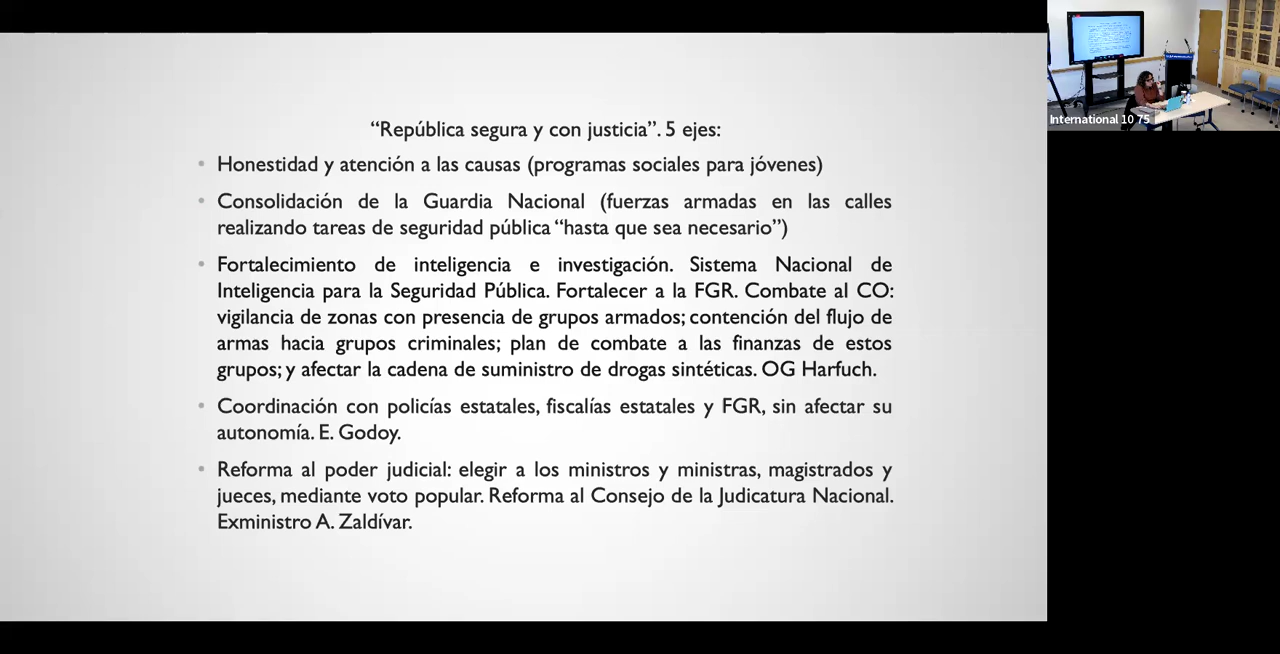 “República segura y con justicia”. 5 ejes:
• Honestidad y atención a las causas (programas sociales para jóvenes)
• Consolidación de la Guardia Nacional (fuerzas armadas en las calles
realizando tareas de seguridad pública “hasta que sea necesario”)
• Fortalecimiento de inteligencia e investigación. Sistema Nacional de
Inteligencia para la Seguridad Pública. Fortalecer a la FGR. Combate al CO:
vigilancia de zonas con presencia de grupos armados; contención del flujo de
armas hacia grupos criminales; plan de combate a las finanzas de estos
grupos; y afectar la cadena de suministro de drogas sintéticas. OG Harfuch.
• Coordinación con policías estatales, fiscalías estatales y FGR, sin afectar su
autonomía. E. Godoy.
• Reforma al poder judicial: elegir a los ministros y ministras, magistrados y
jueces, mediante voto popular. Reforma al Consejo de la Judicatura Nacional.
Exministro A. Zaldívar.
International 10 75